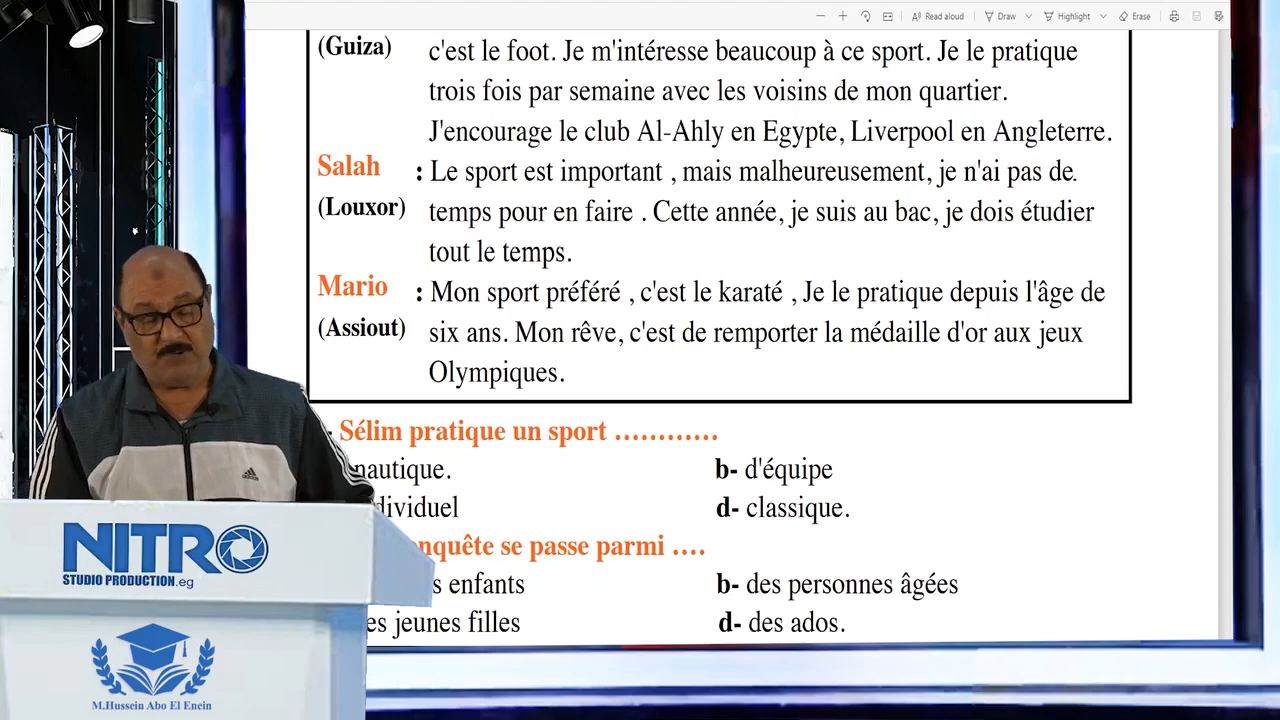 Read aloud
Draw
Highlight
Erase
(Guiza) c'est le foot. Je m'intéresse beaucoup à ce sport. Je le pratique
trois fois par semaine avec les voisins de mon quartier.
J'encourage le club Al-Ahly en Egypte, Liverpool en Angleterre.
Salah : Le sport est important , mais malheureusement, je n'ai pas de
(Louxor) temps pour en faire . Cette année, je suis au bac, je dois étudier
tout le temps.
Mario : Mon sport préféré , c'est le karaté , Je le pratique depuis l'âge de
(Assiout) six ans. Mon rêve, c'est de remporter la médaille d'or aux jeux
Olympiques.
- Sélim pratique un sport …………
nautique. b- d'équipe
d- classique.
se passe parmi ….
enfants b- des personnes âgées
jeunes filles d- des ados.
adidas
NITRO
STUDIO PRODUCTION.eg
M.Hussein Abo El Enein